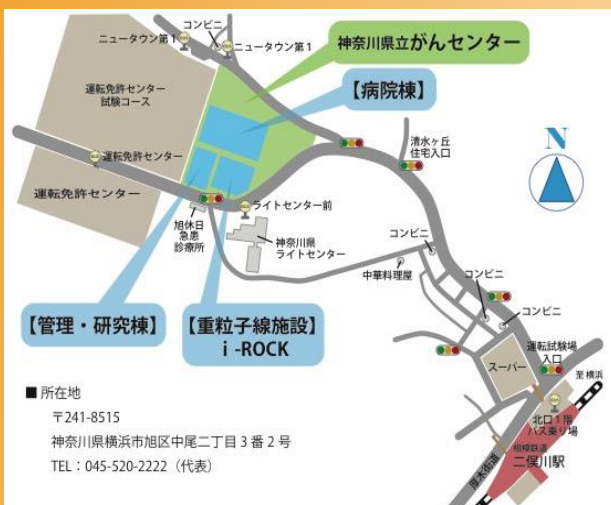 コンビニ
ニュータウン第1
ニュータウン第1
神奈川県立がんセンター
運転免許センター
試験コース
【病院棟】
清水ヶ丘
住宅入口
N
運転免許センター
運転免許センター
ライトセンター前
旭休日
急患
診療所
神奈川県
ライトセンター
コンビニ
中華料理屋
コンビニ
コンビニ
【管理・研究棟】
【重粒子線施設】
i-ROCK
運転試験場
入口
スーパー
至横浜
■ 所在地
〒241-8515
神奈川県横浜市旭区中尾二丁目3番2号
TEL：045-520-2222（代表）
北口1階
バス乗り場
相模鉄道
二俣川駅
厚木街道